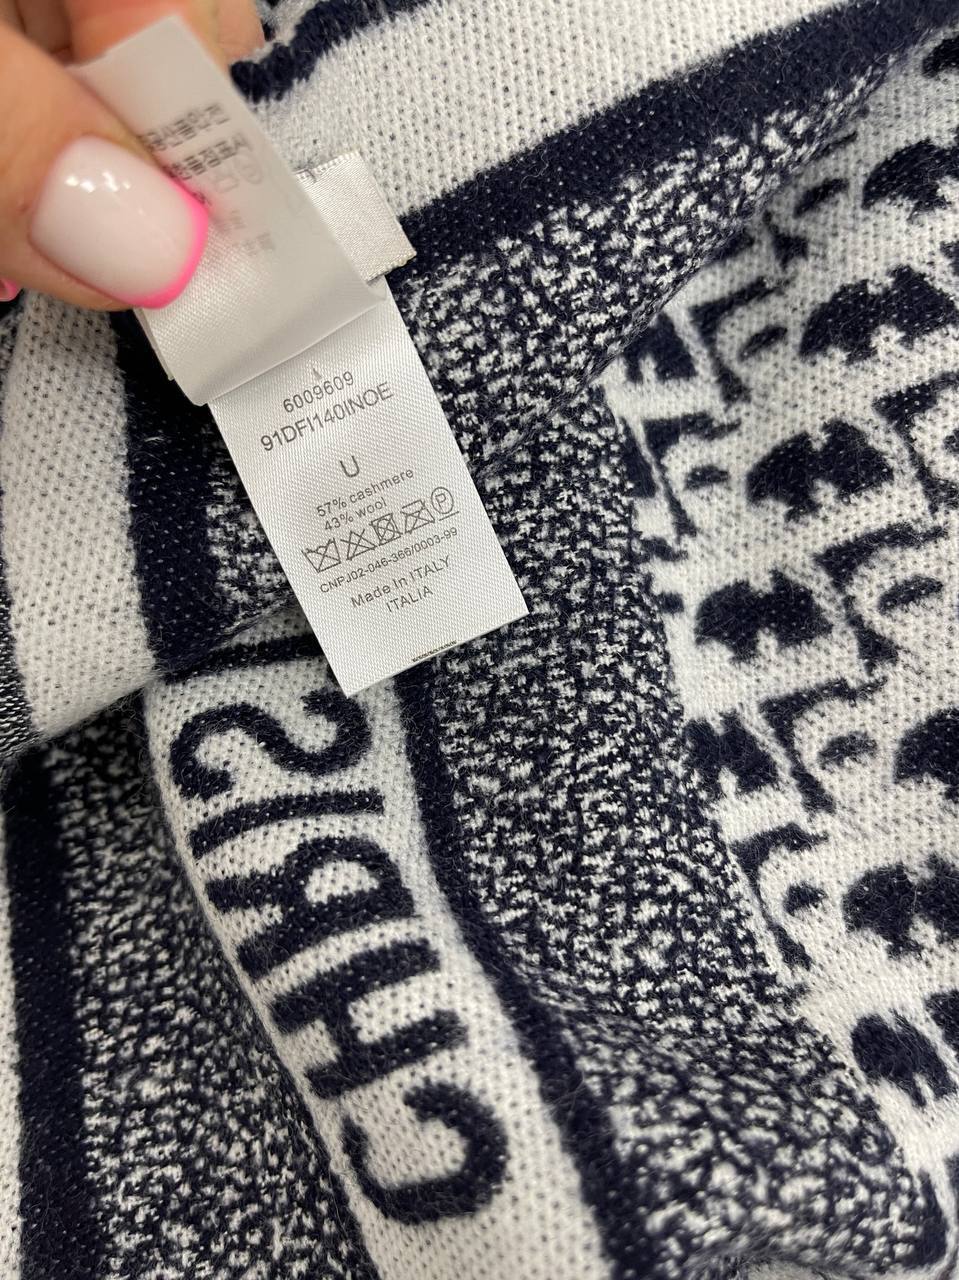 6009609
91DFI140INOE
U
57% cashmere
43% wool
CNPJ02-046-366/0003-99
Made In ITALY
ITALIA
CHRIS